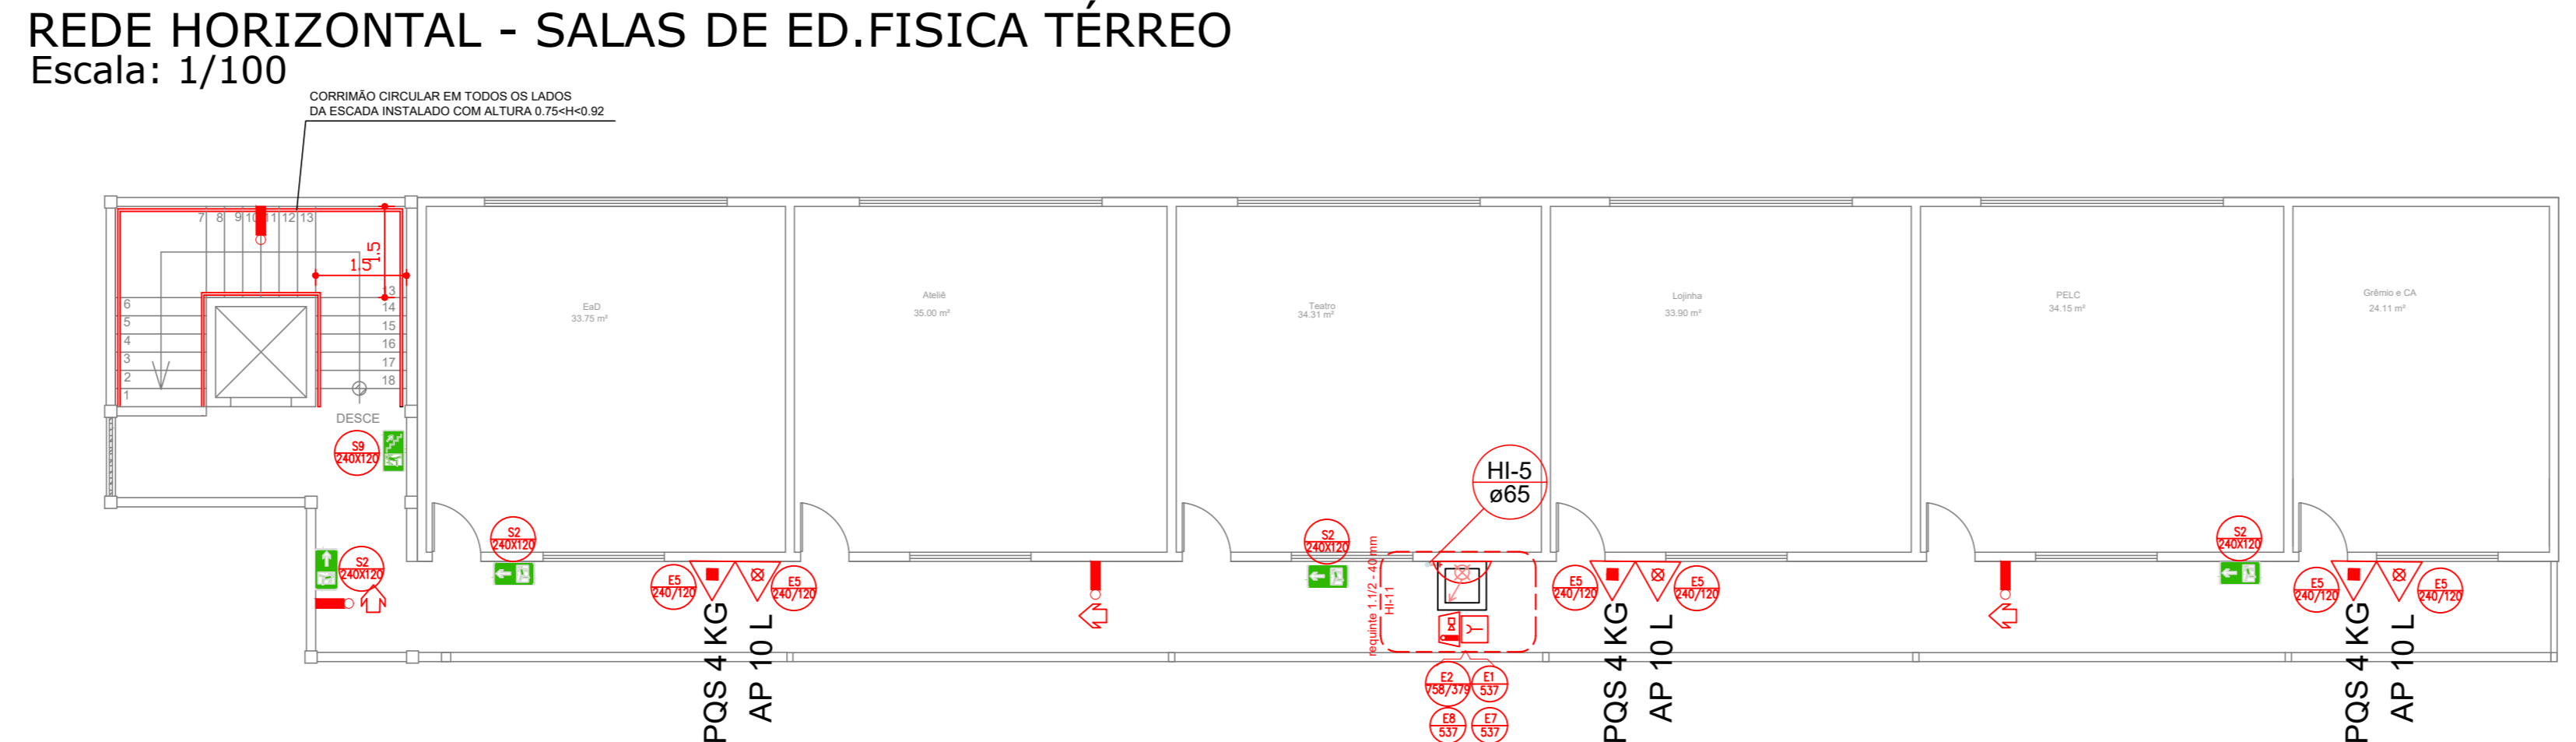 REDE HORIZONTAL - SALAS DE ED.FISICA TÉRREO
Escala: 1/100
CORRIMÃO CIRCULAR EM TODOS OS LADOS
DA ESCADA INSTALADO COM ALTURA 0.75<H<0.92
7 8 9 10 11 12 13
1.5
1.5
6
5
4
3
2
1
13
14
15
16
17
18
DESCE
S9
240X120
S2
240X120
EaD
33.75 m²
Ateliê
35.00 m²
Teatro
34.31 m²
Lojinha
33.90 m²
PELC
34.15 m²
Grêmio e CA
24.11 m²
S2
240X120
E5
240/120
E5
240/120
PQS 4 KG
AP 10 L
S2
240X120
HI-5
ø65
requinte 1.1/2 - 40 mm
HI-11
E2
758/379
E1
537
E8
537
E7
537
E5
240/120
E5
240/120
PQS 4 KG
AP 10 L
S2
240X120
E5
240/120
E5
240/120
PQS 4 KG
AP 10 L